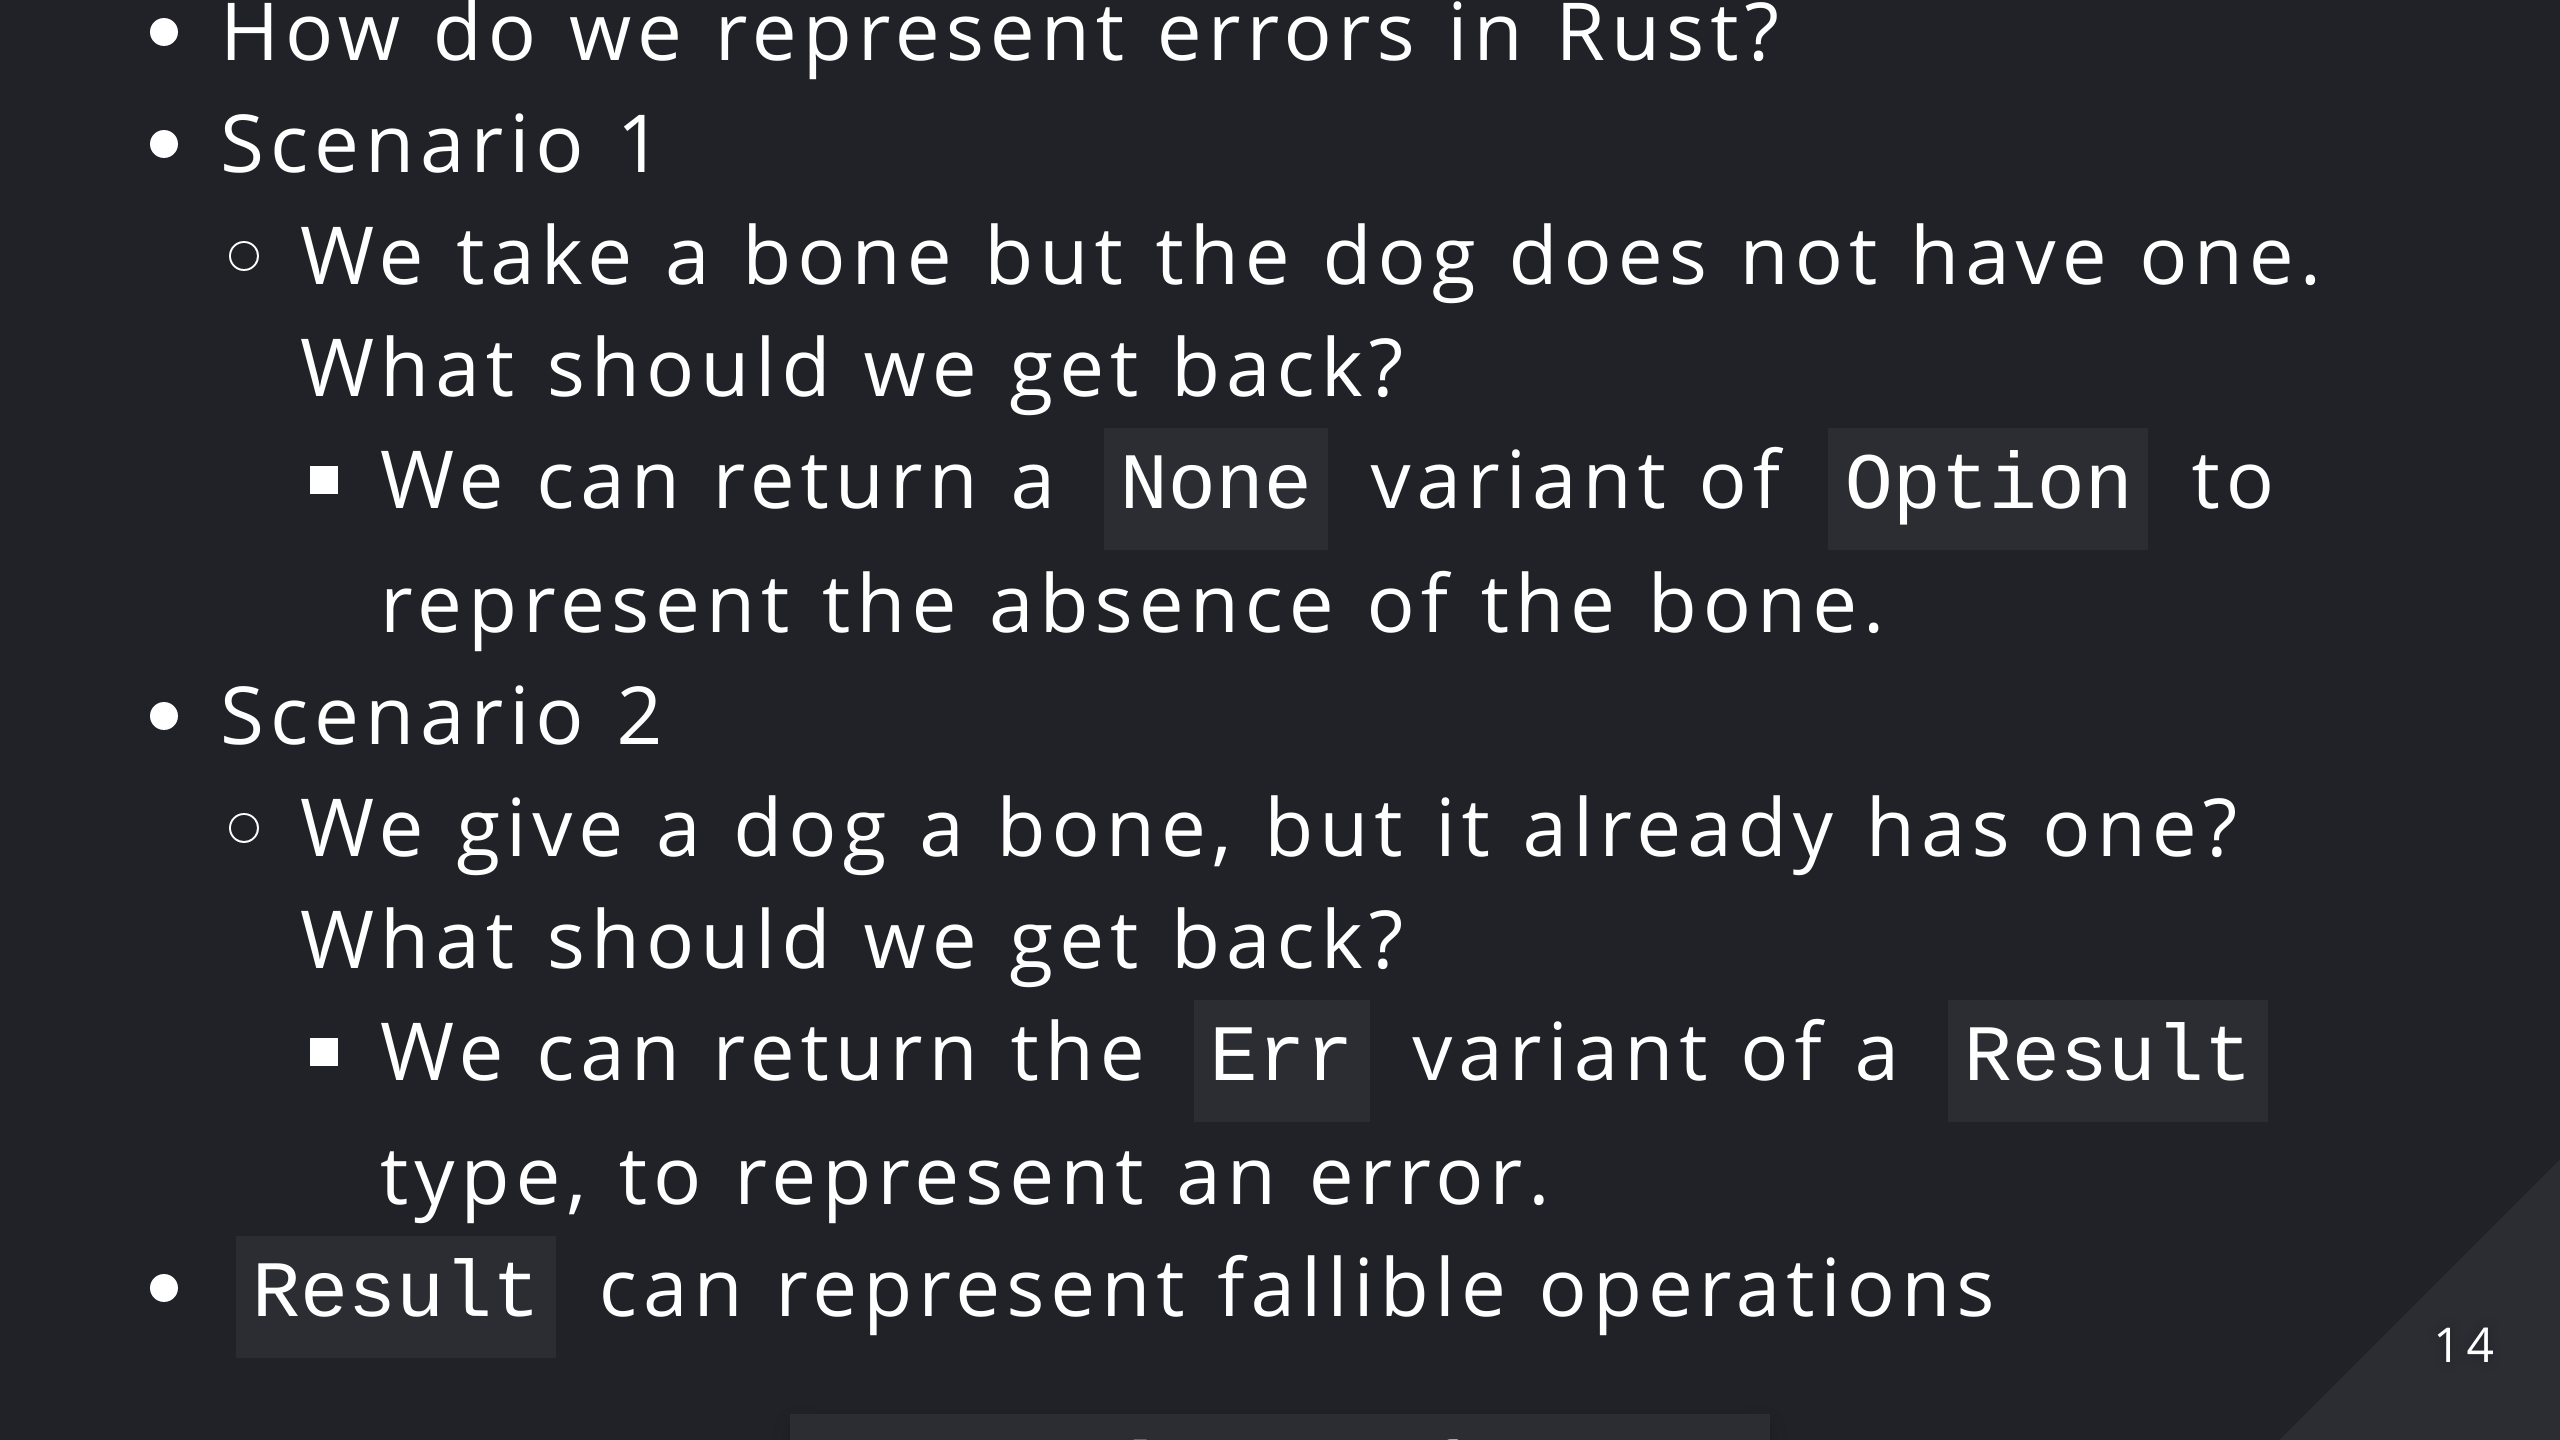 How do we represent errors in Rust?
Scenario 1
We take a bone but the dog does not have one.
What should we get back?
We can return a None variant of Option to
represent the absence of the bone.
Scenario 2
We give a dog a bone, but it already has one?
What should we get back?
We can return the Err variant of a Result
type, to represent an error.
Result can represent fallible operations
14